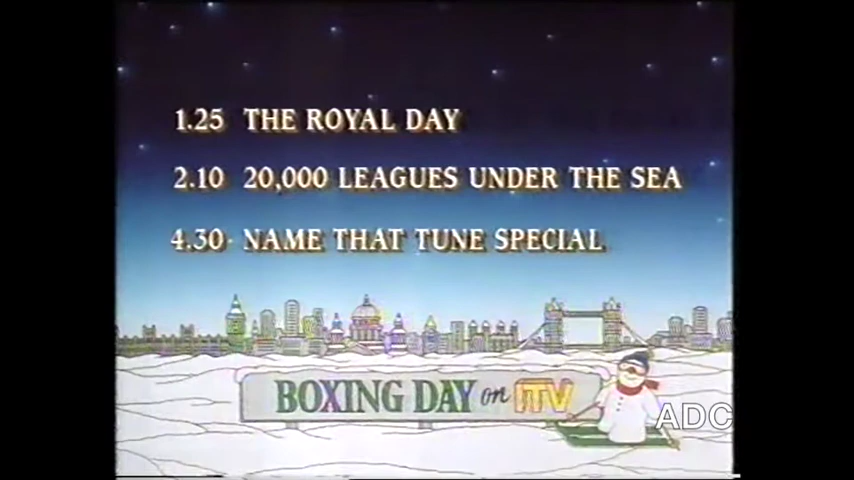 1.25 THE ROYAL DAY
2.10 20,000 LEAGUES UNDER THE SEA
4.30 NAME THAT TUNE SPECIAL
BOXING DAY on ITV
ADC